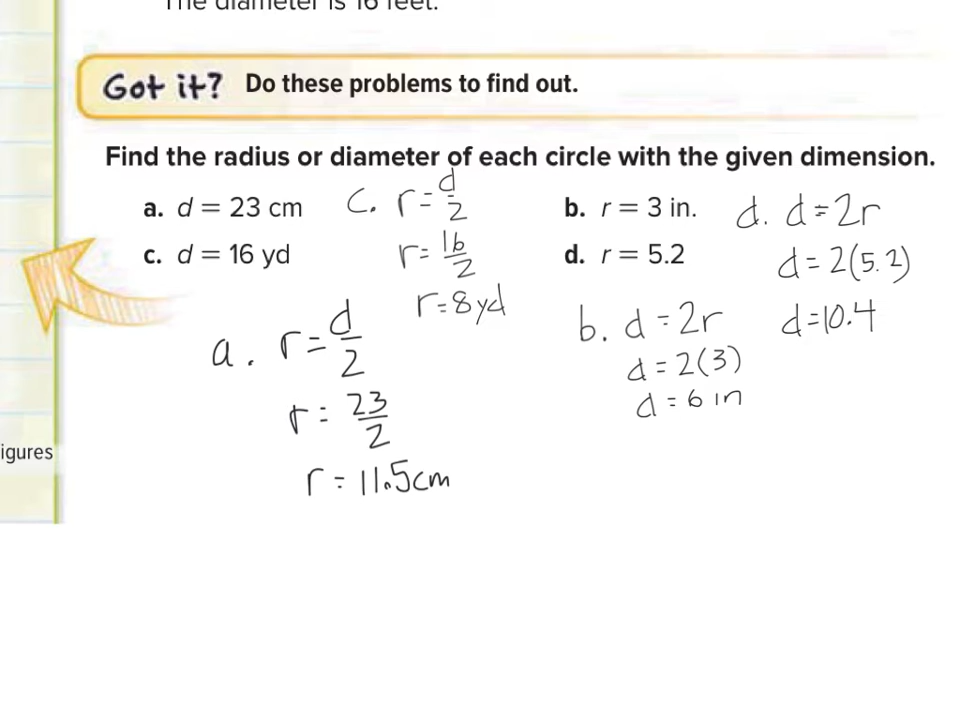 The diameter is 16 feet.
Got it? Do these problems to find out.
Find the radius or diameter of each circle with the given dimension.
a. d = 23 cm
b. r = 3 in.
c. d = 16 yd
d. r = 5.2
C. r = d/2
r = 16/2
r = 8 yd
d. d = 2r
d = 2(5.2)
d = 10.4
a. r = d/2
r = 23/2
r = 11.5cm
b. d = 2r
d = 2(3)
d = 6 in
igures